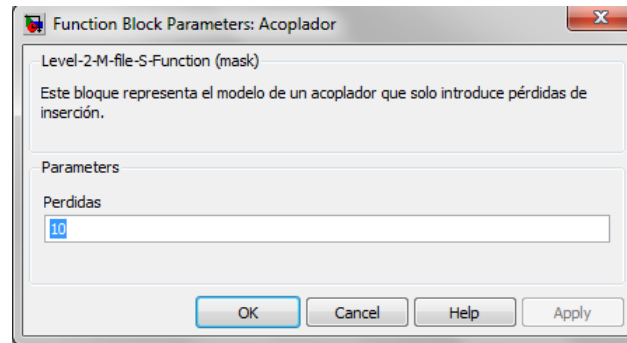 Function Block Parameters: Acoplador
Level-2-M-file-S-Function (mask)
Este bloque representa el modelo de un acoplador que solo introduce pérdidas de
inserción.
Parameters
Perdidas
10
OK Cancel Help Apply